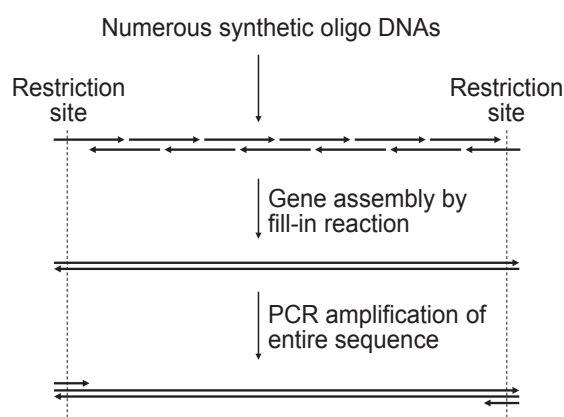 Numerous synthetic oligo DNAs
Restriction
site
Restriction
site
Gene assembly by
fill-in reaction
PCR amplification of
entire sequence